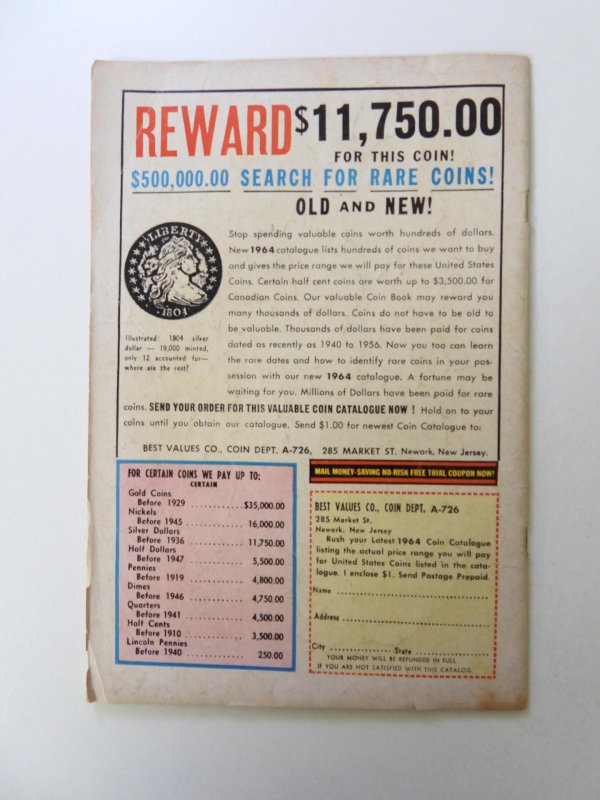 REWARD $11,750.00
FOR THIS COIN!
$500,000.00 SEARCH FOR RARE COINS!
OLD AND NEW!
LIBERTY
1804
Illustrated: 1804 silver
dollar — 19,000 minted,
only 12 accounted for—
where are the rest?
Stop spending valuable coins worth hundreds of dollars.
New 1964 catalogue lists hundreds of coins we want to buy
and gives the price range we will pay for these United States
Coins. Certain half cent coins are worth up to $3,500.00 for
Canadian Coins. Our valuable Coin Book may reward you
many thousands of dollars. Coins do not have to be old to
be valuable. Thousands of dollars have been paid for coins
dated as recently as 1940 to 1956. Now you too can learn
the rare dates and how to identify rare coins in your pos-
session with our new 1964 catalogue. A fortune may be
waiting for you. Millions of Dollars have been paid for rare
coins. SEND YOUR ORDER FOR THIS VALUABLE COIN CATALOGUE NOW ! Hold on to your
coins until you obtain our catalogue. Send $1.00 for newest Coin Catalogue to:
BEST VALUES CO., COIN DEPT. A-726, 285 MARKET ST. Newark, New Jersey.
FOR CERTAIN COINS WE PAY UP TO:
CERTAIN
Gold Coins
Before 1929 ............ $35,000.00
Nickels
Before 1945 ............ 16,000.00
Silver Dollars
Before 1936 ............ 11,750.00
Half Dollars
Before 1947 ............ 5,500.00
Pennies
Before 1919 ............ 4,800.00
Dimes
Before 1946 ............ 4,750.00
Quarters
Before 1941 ............ 4,500.00
Half Cents
Before 1910 ............ 3,500.00
Lincoln Pennies
Before 1940 ............ 250.00
MAIL MONEY-SAVING NO-RISK FREE TRIAL COUPON NOW!
BEST VALUES CO., COIN DEPT, A-726
285 Market St.
Newark, New Jersey
Rush your Latest 1964 Coin Catalogue
listing the actual price range you will pay
for United States Coins listed in the cata-
logue. I enclose $1. Send Postage Prepaid.
Name ..............................
Address ..............................
City .................. State ..................
YOUR MONEY WILL BE REFUNDED IN FULL
IF YOU ARE NOT SATISFIED WITH THIS CATALOG